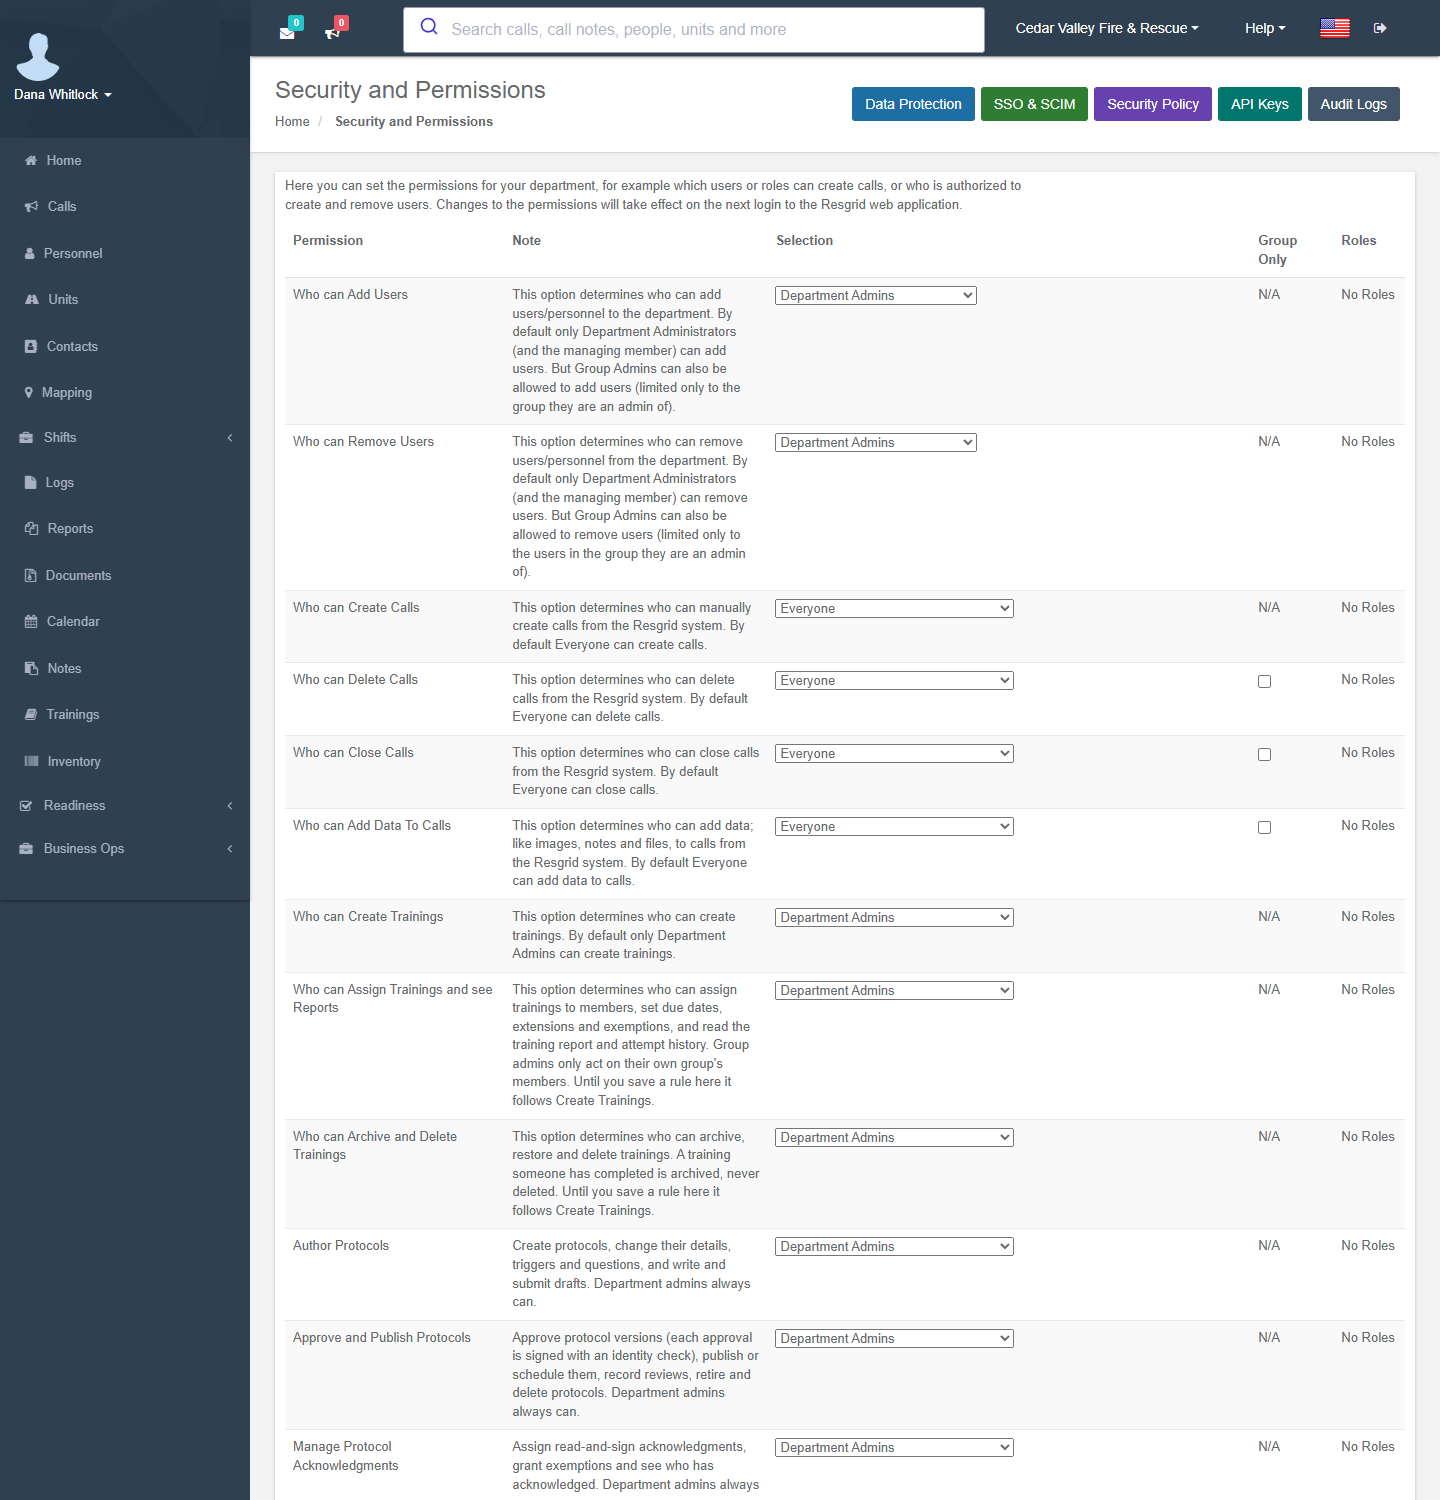 0
0
Search calls, call notes, people, units and more
Cedar Valley Fire & Rescue
Help
Dana Whitlock
Home
Calls
Personnel
Units
Contacts
Mapping
Shifts
Logs
Reports
Documents
Calendar
Notes
Trainings
Inventory
Readiness
Business Ops
Security and Permissions
Home / Security and Permissions
Data Protection
SSO & SCIM
Security Policy
API Keys
Audit Logs
Here you can set the permissions for your department, for example which users or roles can create calls, or who is authorized to
create and remove users. Changes to the permissions will take effect on the next login to the Resgrid web application.
Permission
Note
Selection
Group
Only
Roles
Who can Add Users
This option determines who can add
users/personnel to the department. By
default only Department Administrators
(and the managing member) can add
users. But Group Admins can also be
allowed to add users (limited only to the
group they are an admin of).
Department Admins
N/A
No Roles
Who can Remove Users
This option determines who can remove
users/personnel from the department. By
default only Department Administrators
(and the managing member) can remove
users. But Group Admins can also be
allowed to remove users (limited only to
the users in the group they are an admin
of).
Department Admins
N/A
No Roles
Who can Create Calls
This option determines who can manually
create calls from the Resgrid system. By
default Everyone can create calls.
Everyone
N/A
No Roles
Who can Delete Calls
This option determines who can delete
calls from the Resgrid system. By default
Everyone can delete calls.
Everyone
No Roles
Who can Close Calls
This option determines who can close calls
from the Resgrid system. By default
Everyone can close calls.
Everyone
No Roles
Who can Add Data To Calls
This option determines who can add data;
like images, notes and files, to calls from
the Resgrid system. By default Everyone
can add data to calls.
Everyone
No Roles
Who can Create Trainings
This option determines who can create
trainings. By default only Department
Admins can create trainings.
Department Admins
N/A
No Roles
Who can Assign Trainings and see
Reports
This option determines who can assign
trainings to members, set due dates,
extensions and exemptions, and read the
training report and attempt history. Group
admins only act on their own group's
members. Until you save a rule here it
follows Create Trainings.
Department Admins
N/A
No Roles
Who can Archive and Delete
Trainings
This option determines who can archive,
restore and delete trainings. A training
someone has completed is archived, never
deleted. Until you save a rule here it
follows Create Trainings.
Department Admins
N/A
No Roles
Author Protocols
Create protocols, change their details,
triggers and questions, and write and
submit drafts. Department admins always
can.
Department Admins
N/A
No Roles
Approve and Publish Protocols
Approve protocol versions (each approval
is signed with an identity check), publish or
schedule them, record reviews, retire and
delete protocols. Department admins
always can.
Department Admins
N/A
No Roles
Manage Protocol
Acknowledgments
Assign read-and-sign acknowledgments,
grant exemptions and see who has
acknowledged. Department admins always
Department Admins
N/A
No Roles